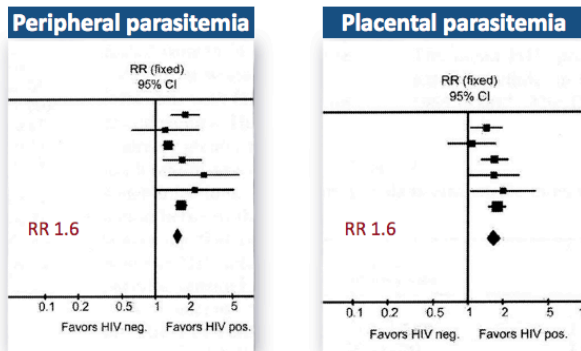 Peripheral parasitemia
RR (fixed)
95% CI
RR 1.6
0.1 0.2 0.5 1 2 5
Favors HIV neg. Favors HIV pos.
Placental parasitemia
RR (fixed)
95% CI
RR 1.6
0.1 0.2 0.5 1 2 5
Favors HIV neg. Favors HIV pos.